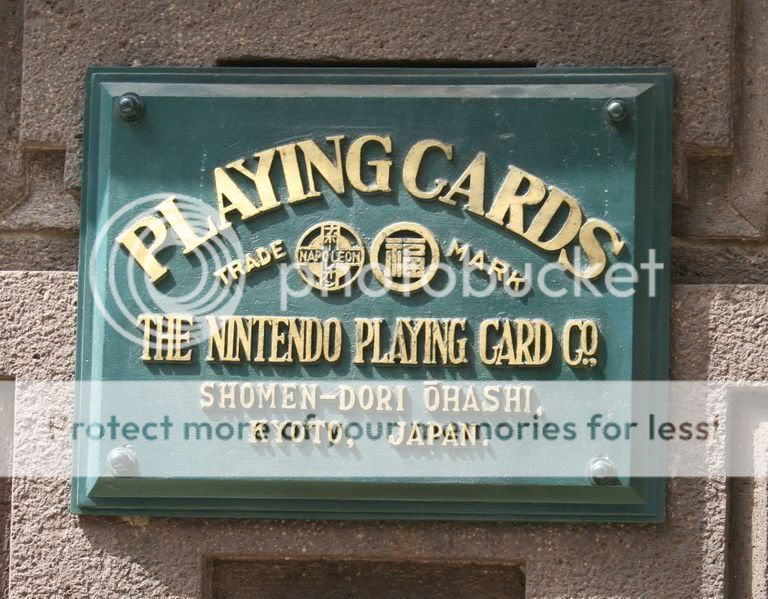 PLAYING CARDS
TRADE NAPOLEON 福 MARK
THE NINTENDO PLAYING CARD CO.,
SHOMEN-DORI ŌHASHI,
KYOTO, JAPAN.
photobucket
Protect more of your memories for less!